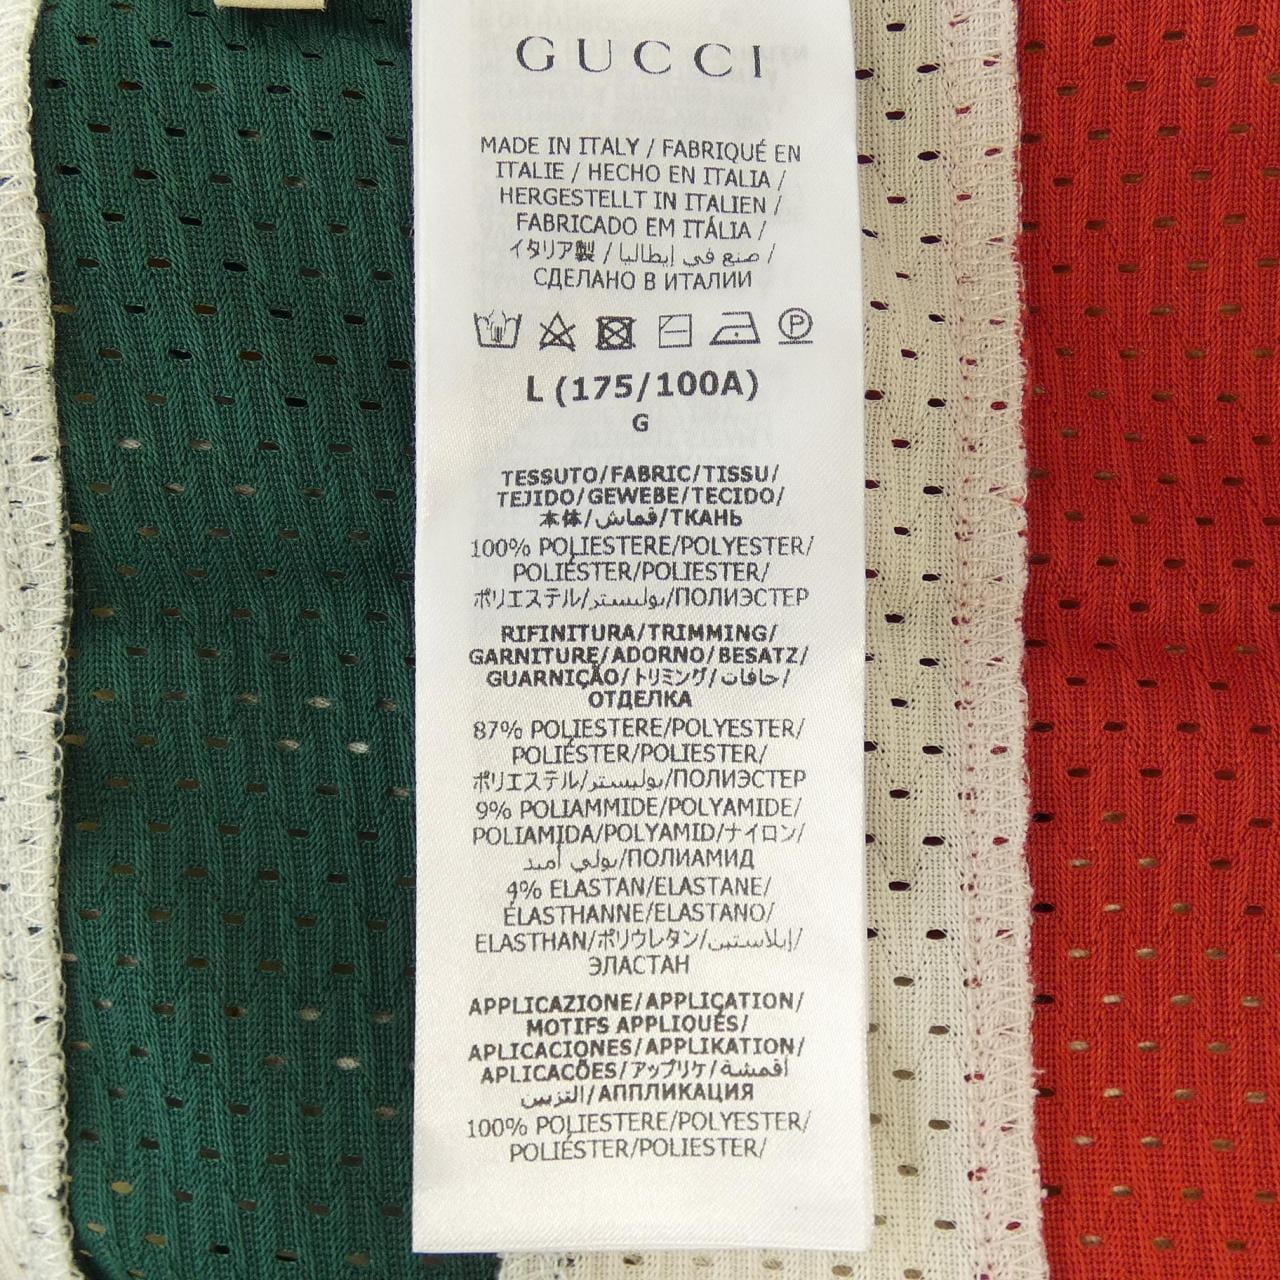 GUCCI
MADE IN ITALY / FABRIQUÉ EN
ITALIE / HECHO EN ITALIA /
HERGESTELLT IN ITALIEN /
FABRICADO EM ITÁLIA /
イタリア製 / صنع في إيطاليا /
СДЕЛАНО В ИТАЛИИ
P
L (175/100A)
G
TESSUTO/FABRIC/TISSU/
TEJIDO/GEWEBE/TECIDO/
本体/قماش/ТКАНЬ
100% POLIESTERE/POLYESTER/
POLIÉSTER/POLIESTER/
ポリエステル/بوليستر/ПОЛИЭСТЕР
RIFINITURA/TRIMMING/
GARNITURE/ADORNO/BESATZ/
GUARNIÇÃO/トリミング/حافات/
ОТДЕЛКА
87% POLIESTERE/POLYESTER/
POLIÉSTER/POLIESTER/
ポリエステル/بوليستر/ПОЛИЭСТЕР
9% POLIAMMIDE/POLYAMIDE/
POLIAMIDA/POLYAMID/ナイロン/
بولي أميد/ПОЛИАМИД
4% ELASTAN/ELASTANE/
ÉLASTHANNE/ELASTANO/
ELASTHAN/ポリウレタン/إيلاستين/
ЭЛАСТАН
APPLICAZIONE/APPLICATION/
MOTIFS APPLIQUÉS/
APLICACIONES/APPLIKATION/
APLICAÇÕES/アップリケ/أقمشة
التزيين/АППЛИКАЦИЯ
100% POLIESTERE/POLYESTER/
POLIÉSTER/POLIESTER/